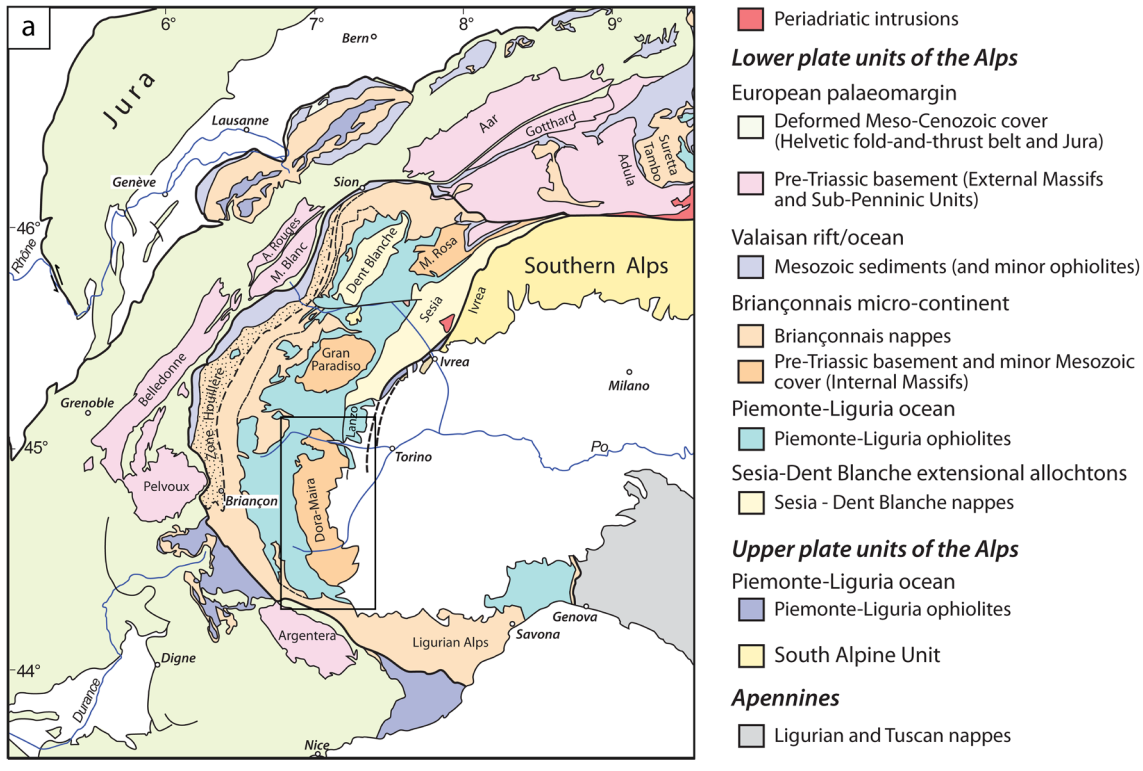 a
6°
7°
8°
9°
Bern
Jura
Lausanne
Genève
Sion
Aar
Gotthard
Adula
Suretta
Tambo
46°
Rhône
A. Rouges
M. Blanc
Dent Blanche
M. Rosa
Southern Alps
Sesia
Ivrea
Ivrea
Gran
Paradiso
Belledonne
Grenoble
Zone Houillère
Milano
Lanzo
45°
Torino
Po
Pelvoux
Briançon
Dora-Maira
Genova
Savona
Argentera
Ligurian Alps
44°
Digne
Durance
Nice
Periadriatic intrusions
Lower plate units of the Alps
European palaeomargin
Deformed Meso-Cenozoic cover
(Helvetic fold-and-thrust belt and Jura)
Pre-Triassic basement (External Massifs
and Sub-Penninic Units)
Valaisan rift/ocean
Mesozoic sediments (and minor ophiolites)
Briançonnais micro-continent
Briançonnais nappes
Pre-Triassic basement and minor Mesozoic
cover (Internal Massifs)
Piemonte-Liguria ocean
Piemonte-Liguria ophiolites
Sesia-Dent Blanche extensional allochtons
Sesia - Dent Blanche nappes
Upper plate units of the Alps
Piemonte-Liguria ocean
Piemonte-Liguria ophiolites
South Alpine Unit
Apennines
Ligurian and Tuscan nappes